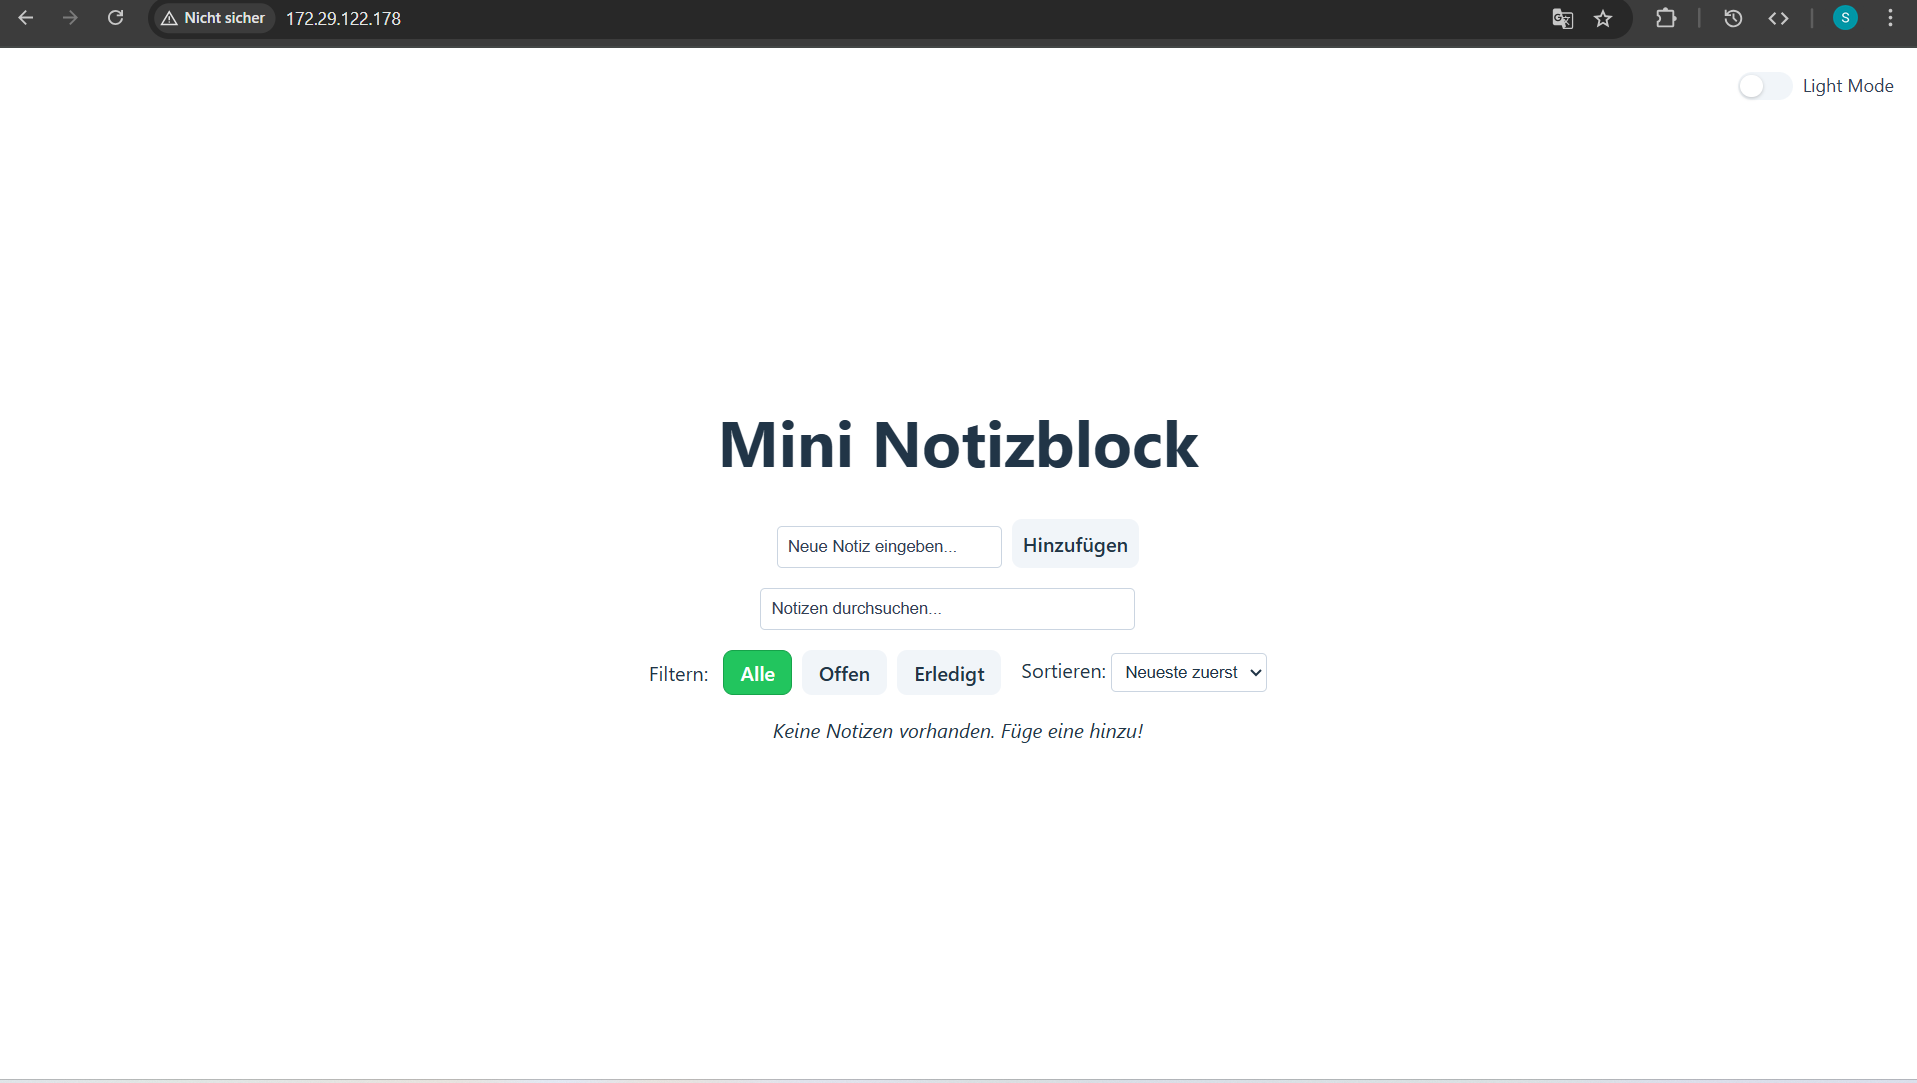 Nicht sicher 172.29.122.178 S
Light Mode
Mini Notizblock
Neue Notiz eingeben... Hinzufügen
Notizen durchsuchen...
Filtern: Alle Offen Erledigt Sortieren: Neueste zuerst
Keine Notizen vorhanden. Füge eine hinzu!